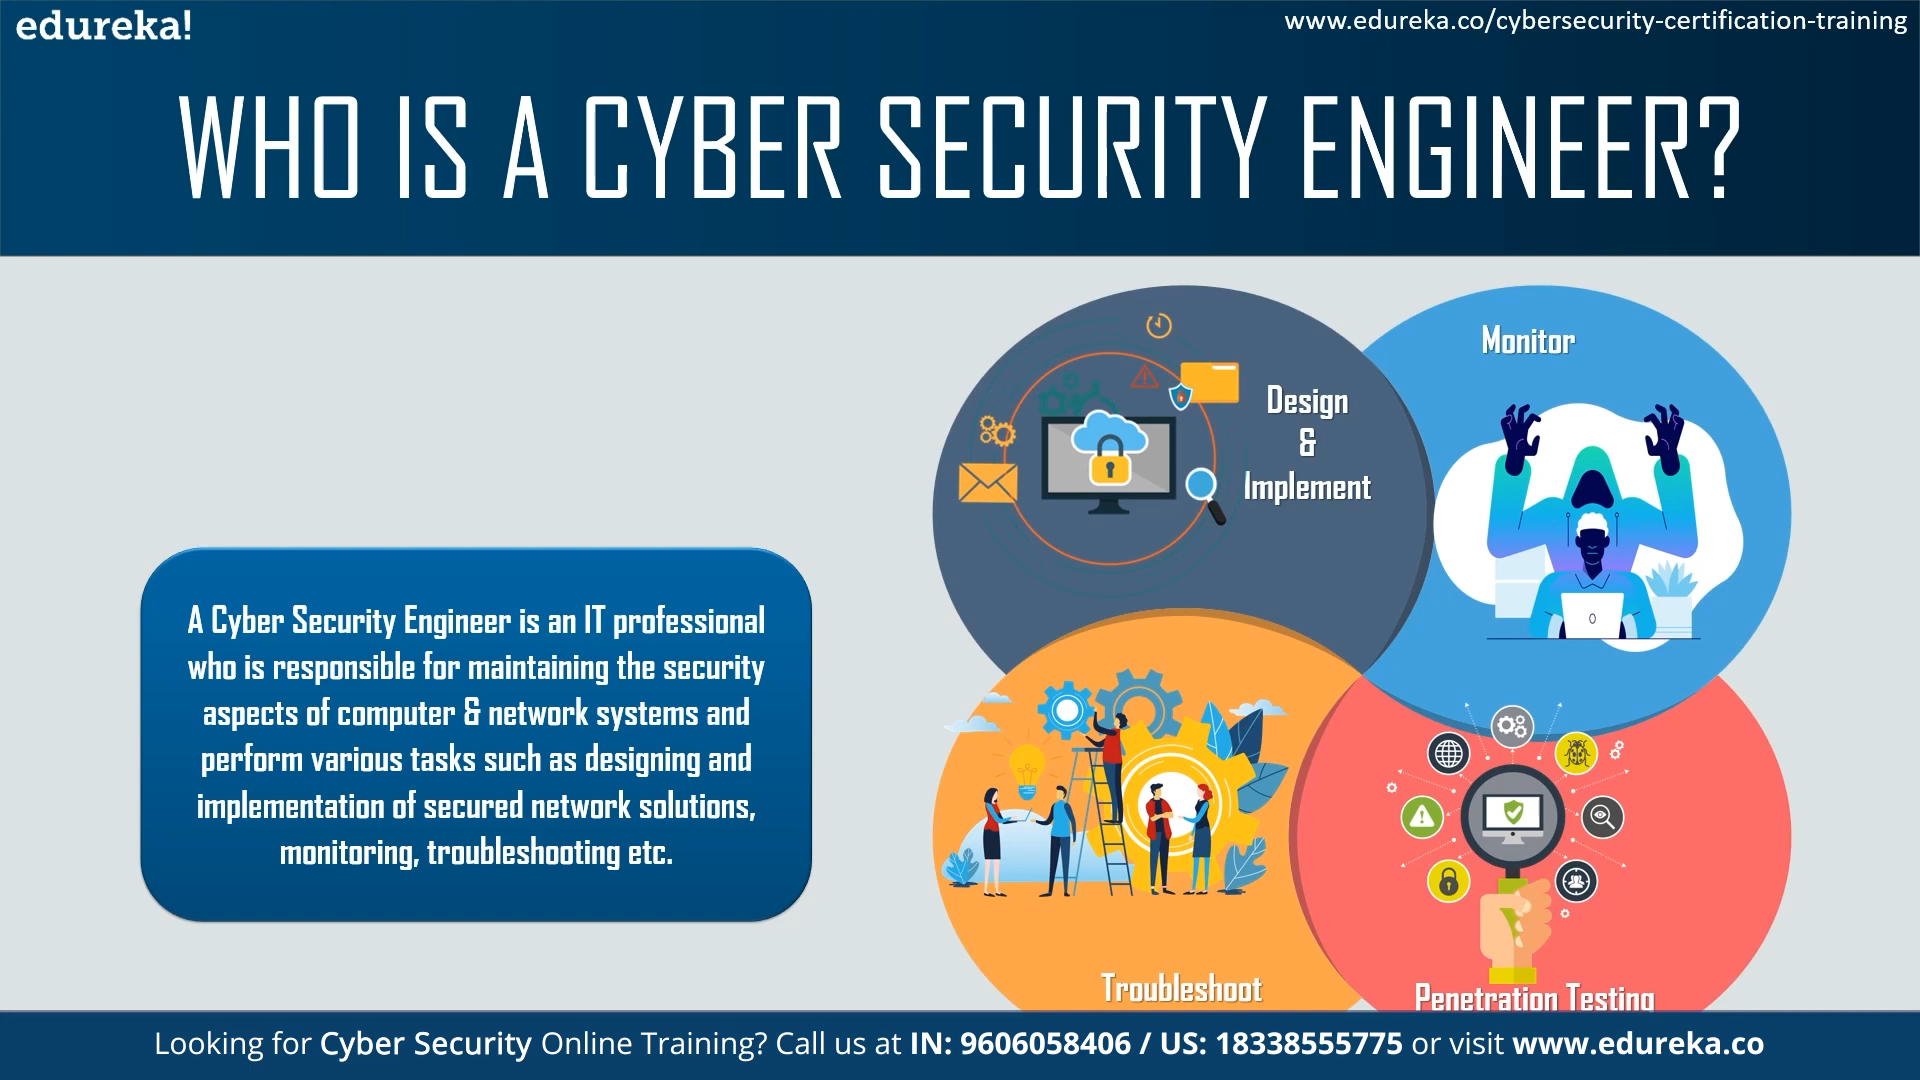 edureka!
www.edureka.co/cybersecurity-certification-training
WHO IS A CYBER SECURITY ENGINEER?
Design
&
Implement
Monitor
A Cyber Security Engineer is an IT professional
who is responsible for maintaining the security
aspects of computer & network systems and
perform various tasks such as designing and
implementation of secured network solutions,
monitoring, troubleshooting etc.
Troubleshoot
Penetration Testing
Looking for Cyber Security Online Training? Call us at IN: 9606058406 / US: 18338555775 or visit www.edureka.co